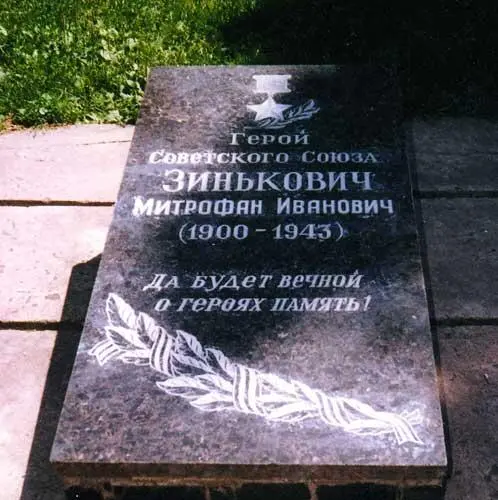 Герой
Советского Союза
Зинькович
Митрофан Иванович
(1900 - 1943)
Да будет вечной
о героях память!